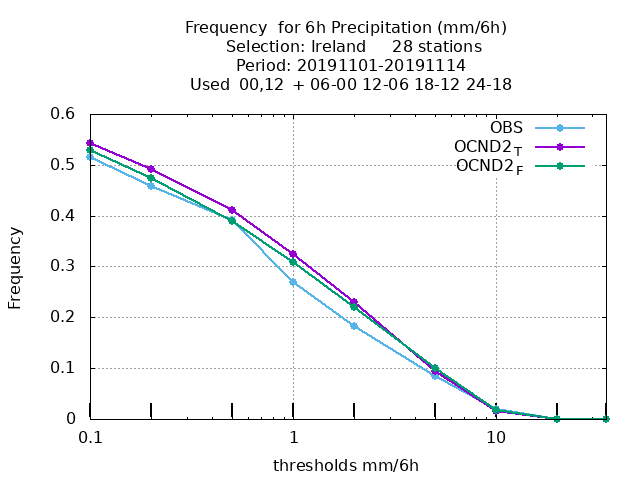 Frequency  for 6h Precipitation (mm/6h)
Selection: Ireland     28 stations
Period: 20191101-20191114
Used  00,12  + 06-00 12-06 18-12 24-18
0.6
0.5
0.4
0.3
0.2
0.1
0
Frequency
OBS
OCND2T
OCND2F
0.1
1
10
thresholds mm/6h